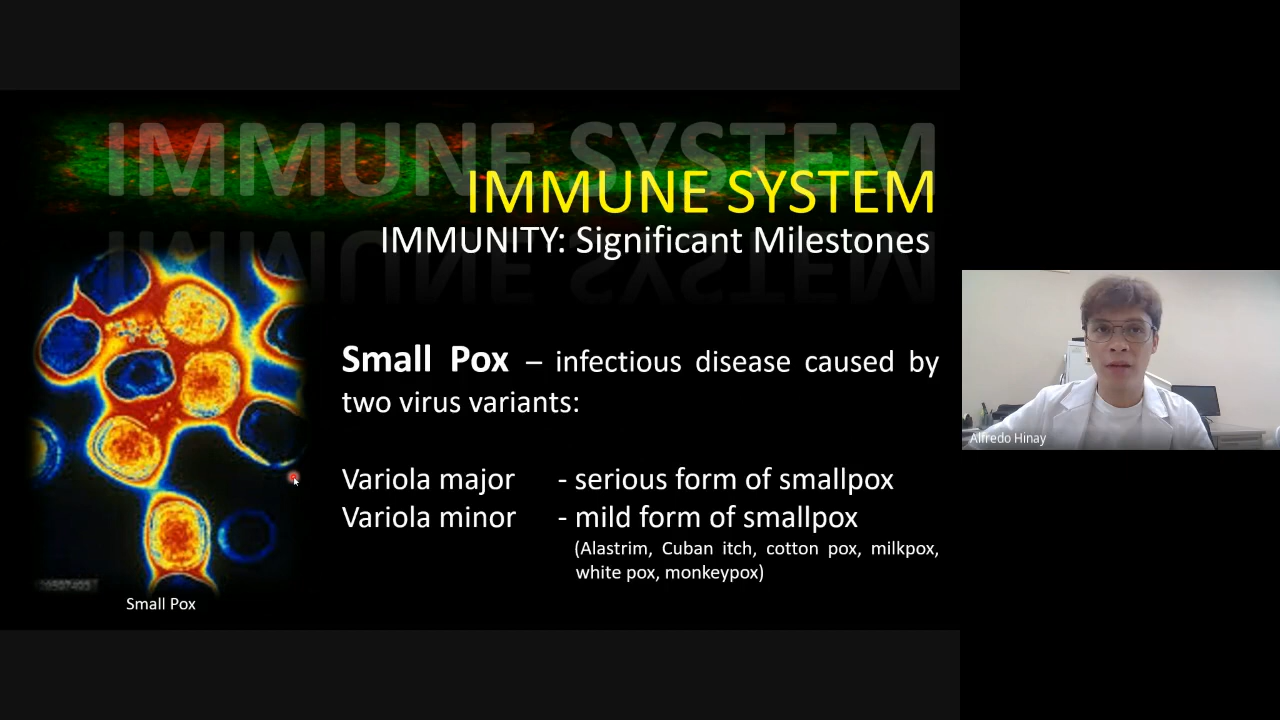 IMMUNE SYSTEM
IMMUNE SYSTEM
IMMUNITY: Significant Milestones
Small Pox – infectious disease caused by
two virus variants:
Variola major - serious form of smallpox
Variola minor - mild form of smallpox
(Alastrim, Cuban itch, cotton pox, milkpox,
white pox, monkeypox)
Small Pox
Alfredo Hinay